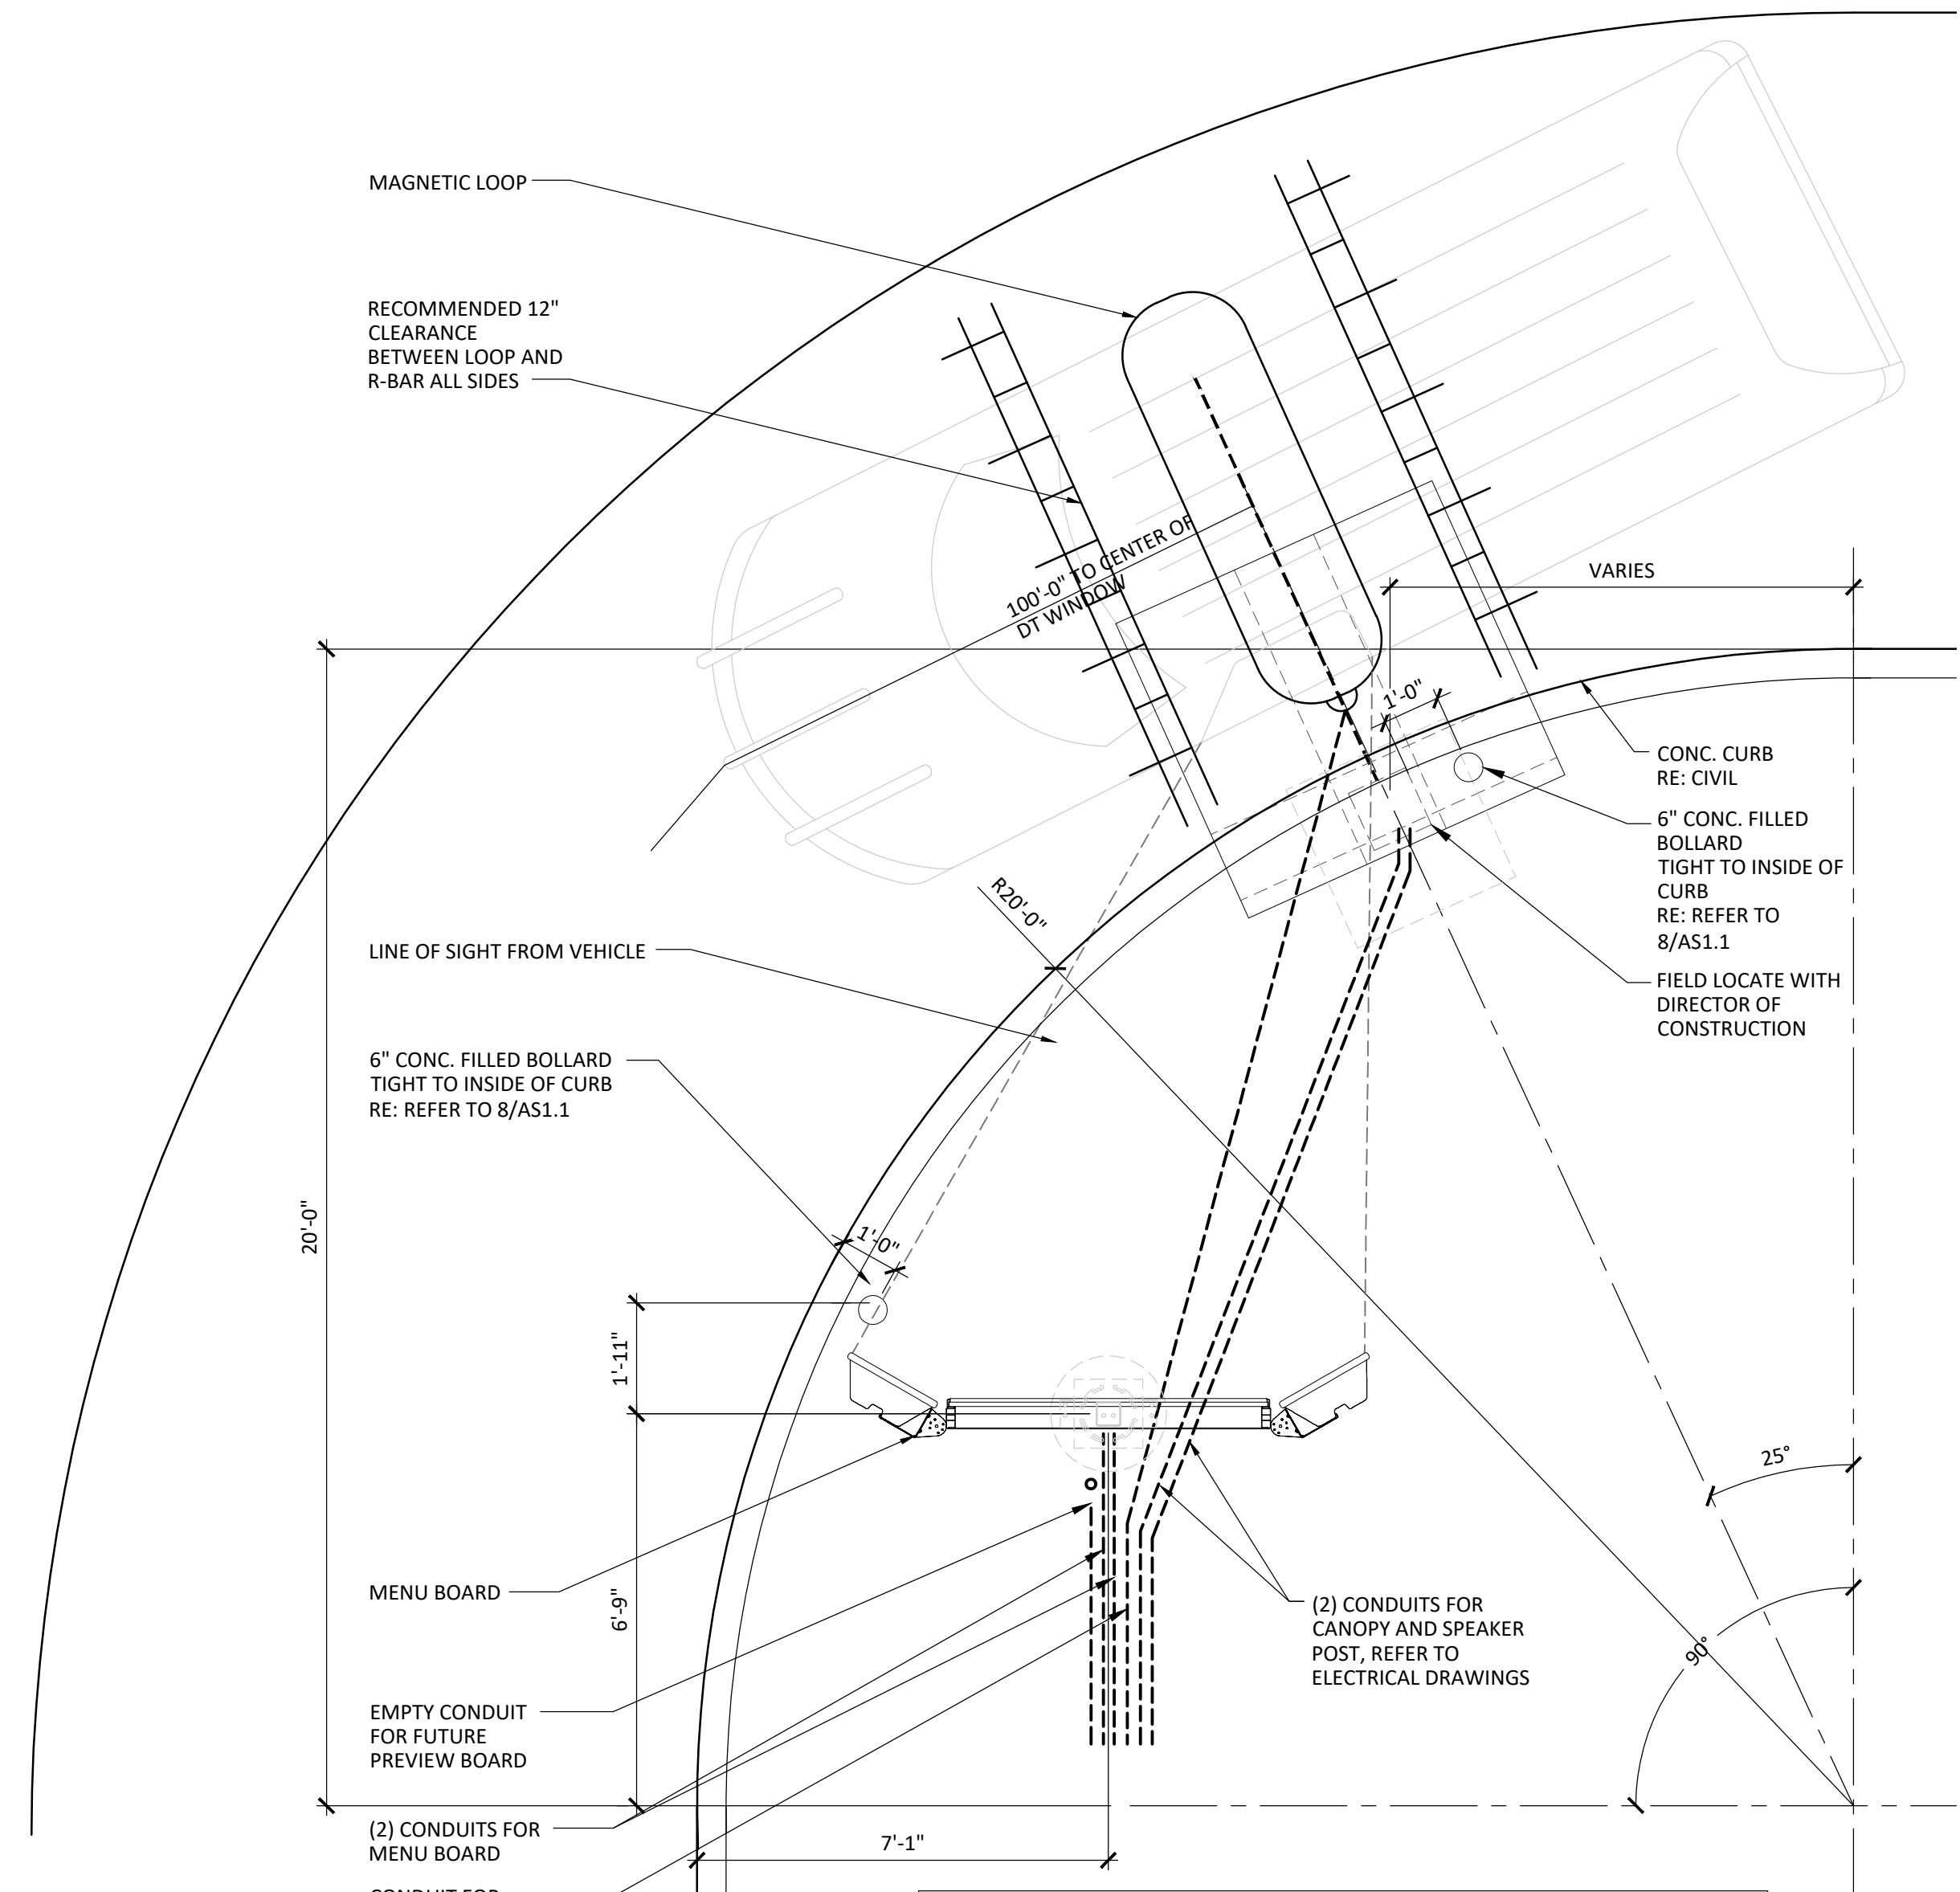 MAGNETIC LOOP
RECOMMENDED 12"
CLEARANCE
BETWEEN LOOP AND
R-BAR ALL SIDES
100'-0" TO CENTER OF
DT WINDOW
VARIES
1'-0"
CONC. CURB
RE: CIVIL
6" CONC. FILLED
BOLLARD
TIGHT TO INSIDE OF
CURB
RE: REFER TO
8/AS1.1
FIELD LOCATE WITH
DIRECTOR OF
CONSTRUCTION
R20'-0"
LINE OF SIGHT FROM VEHICLE
6" CONC. FILLED BOLLARD
TIGHT TO INSIDE OF CURB
RE: REFER TO 8/AS1.1
20'-0"
1'-0"
1'-11"
25°
MENU BOARD
6'-9"
(2) CONDUITS FOR
CANOPY AND SPEAKER
POST, REFER TO
ELECTRICAL DRAWINGS
90°
EMPTY CONDUIT
FOR FUTURE
PREVIEW BOARD
(2) CONDUITS FOR
MENU BOARD
7'-1"
CONDUIT FOR